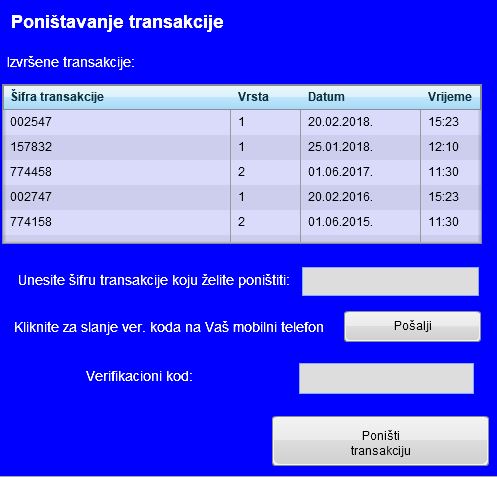 Poništavanje transakcije
Izvršene transakcije:
Šifra transakcije Vrsta Datum Vrijeme
002547 1 20.02.2018. 15:23
157832 1 25.01.2018. 12:10
774458 2 01.06.2017. 11:30
002747 1 20.02.2016. 15:23
774158 2 01.06.2015. 11:30
Unesite šifru transakcije koju želite poništiti:
Kliknite za slanje ver. koda na Vaš mobilni telefon Pošalji
Verifikacioni kod:
Poništi
transakciju